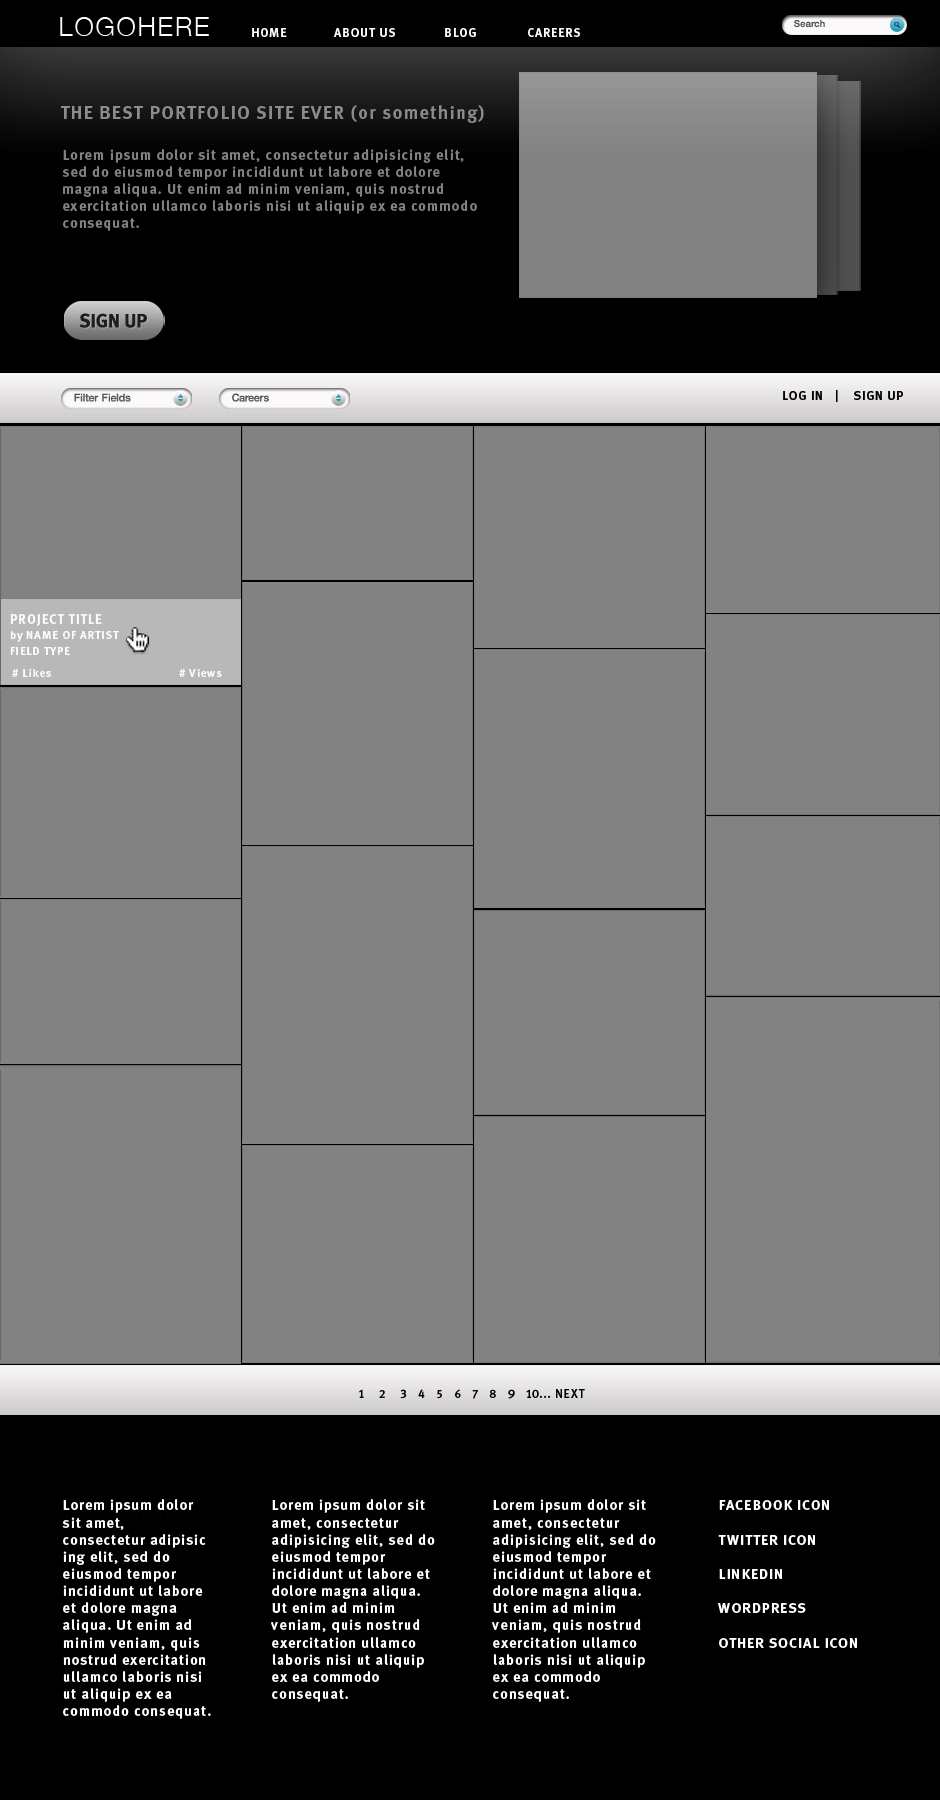 LOGOHERE
HOME
ABOUT US
BLOG
CAREERS
Search
THE BEST PORTFOLIO SITE EVER (or something)
Lorem ipsum dolor sit amet, consectetur adipisicing elit,
sed do eiusmod tempor incididunt ut labore et dolore
magna aliqua. Ut enim ad minim veniam, quis nostrud
exercitation ullamco laboris nisi ut aliquip ex ea commodo
consequat.
SIGN UP
Filter Fields
Careers
LOG IN | SIGN UP
PROJECT TITLE
by NAME OF ARTIST
FIELD TYPE
# Likes
# Views
1 2 3 4 5 6 7 8 9 10... NEXT
Lorem ipsum dolor
sit amet,
consectetur adipisic
ing elit, sed do
eiusmod tempor
incididunt ut labore
et dolore magna
aliqua. Ut enim ad
minim veniam, quis
nostrud exercitation
ullamco laboris nisi
ut aliquip ex ea
commodo consequat.
Lorem ipsum dolor sit
amet, consectetur
adipisicing elit, sed do
eiusmod tempor
incididunt ut labore et
dolore magna aliqua.
Ut enim ad minim
veniam, quis nostrud
exercitation ullamco
laboris nisi ut aliquip
ex ea commodo
consequat.
Lorem ipsum dolor sit
amet, consectetur
adipisicing elit, sed do
eiusmod tempor
incididunt ut labore et
dolore magna aliqua.
Ut enim ad minim
veniam, quis nostrud
exercitation ullamco
laboris nisi ut aliquip
ex ea commodo
consequat.
FACEBOOK ICON
TWITTER ICON
LINKEDIN
WORDPRESS
OTHER SOCIAL ICON